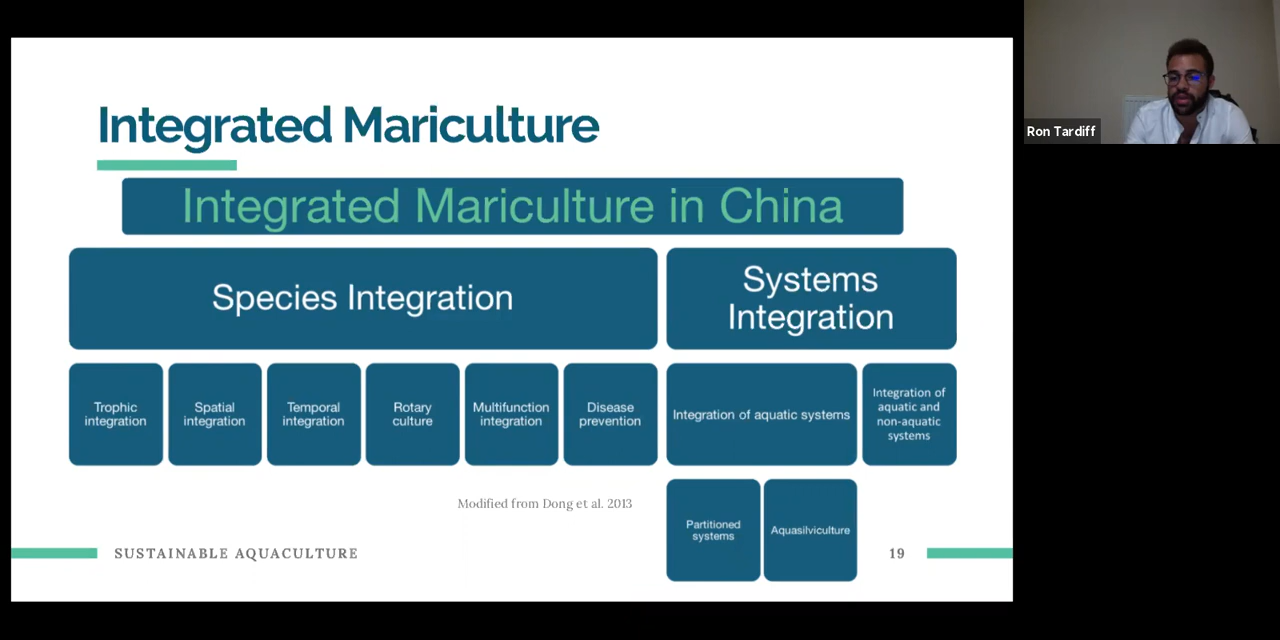 Integrated Mariculture
Integrated Mariculture in China
Species Integration
Systems
Integration
Trophic
integration
Spatial
integration
Temporal
integration
Rotary
culture
Multifunction
integration
Disease
prevention
Integration of aquatic systems
Integration of
aquatic and
non-aquatic
systems
Partitioned
systems
Aquasilviculture
Modified from Dong et al. 2013
SUSTAINABLE AQUACULTURE
19
Ron Tardiff